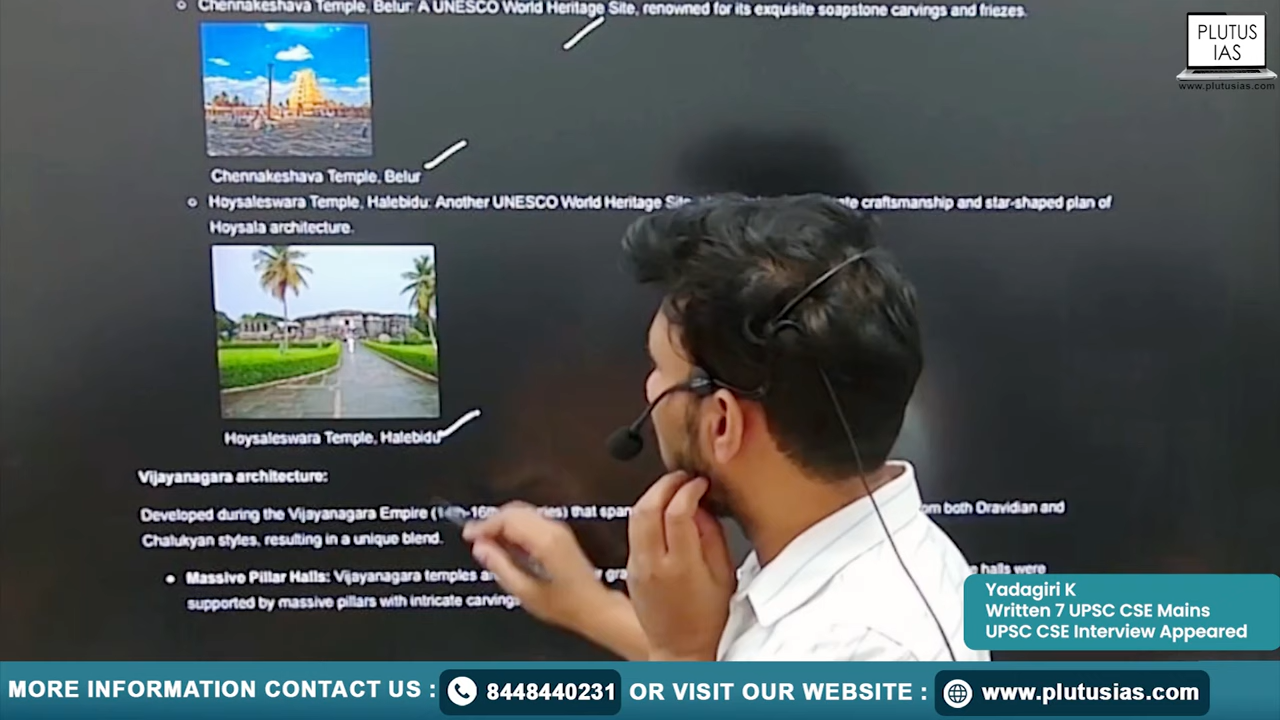 Chennakeshava Temple, Belur: A UNESCO World Heritage Site, renowned for its exquisite soapstone carvings and friezes.
PLUTUS
IAS
www.plutusias.com
Chennakeshava Temple, Belur
Hoysaleswara Temple, Halebidu: Another UNESCO World Heritage Site, craftsmanship and star-shaped plan of
Hoysala architecture.
Hoysaleswara Temple, Halebidu
Vijayanagara architecture:
Developed during the Vijayanagara Empire ( that both Dravidian and
Chalukyan styles, resulting in a unique blend.
Massive Pillar Halls: Vijayanagara temples halls were
supported by massive pillars with intricate
Yadagiri K
Written 7 UPSC CSE Mains
UPSC CSE Interview Appeared
MORE INFORMATION CONTACT US : 8448440231 OR VISIT OUR WEBSITE : www.plutusias.com